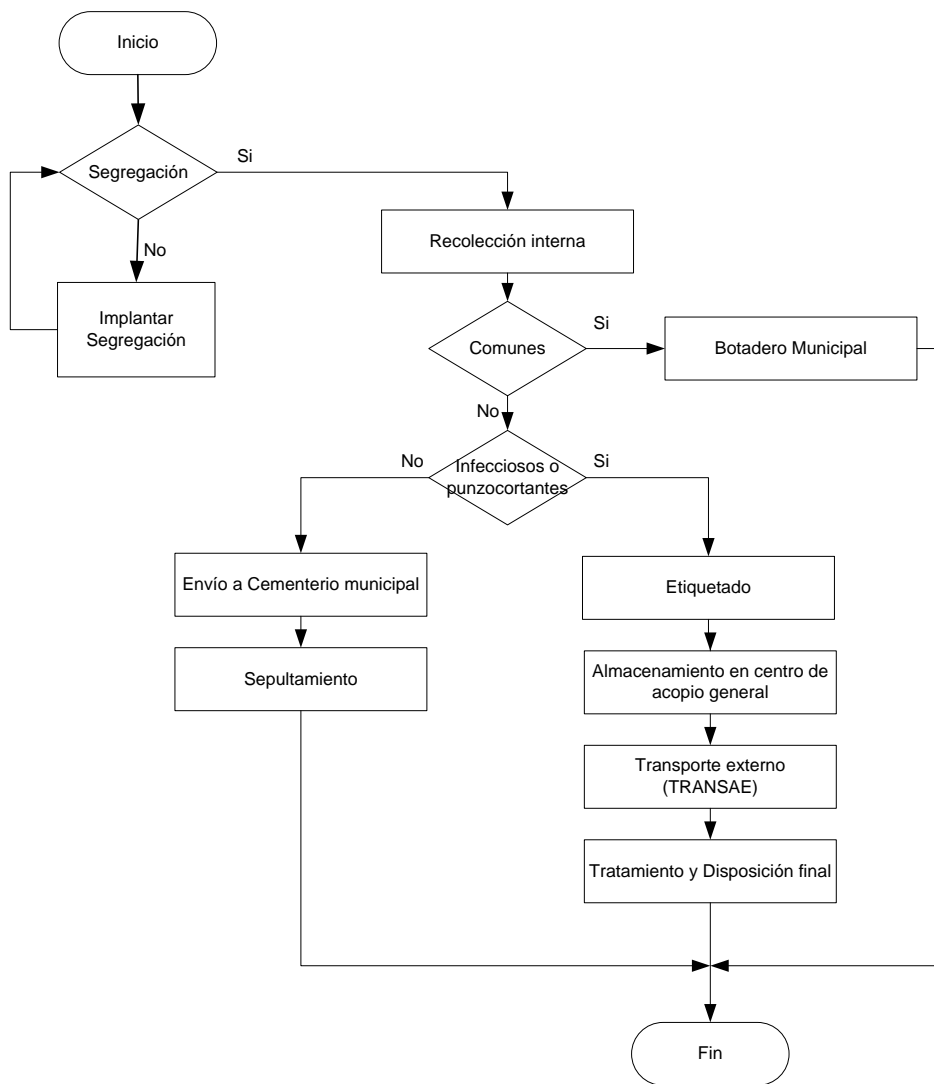 Inicio
Segregación
Si
No
Implantar
Segregación
Recolección interna
Comunes
Si
Botadero Municipal
No
Infecciosos o
punzocortantes
No
Si
Envío a Cementerio municipal
Etiquetado
Sepultamiento
Almacenamiento en centro de
acopio general
Transporte externo
(TRANSAE)
Tratamiento y Disposición final
Fin